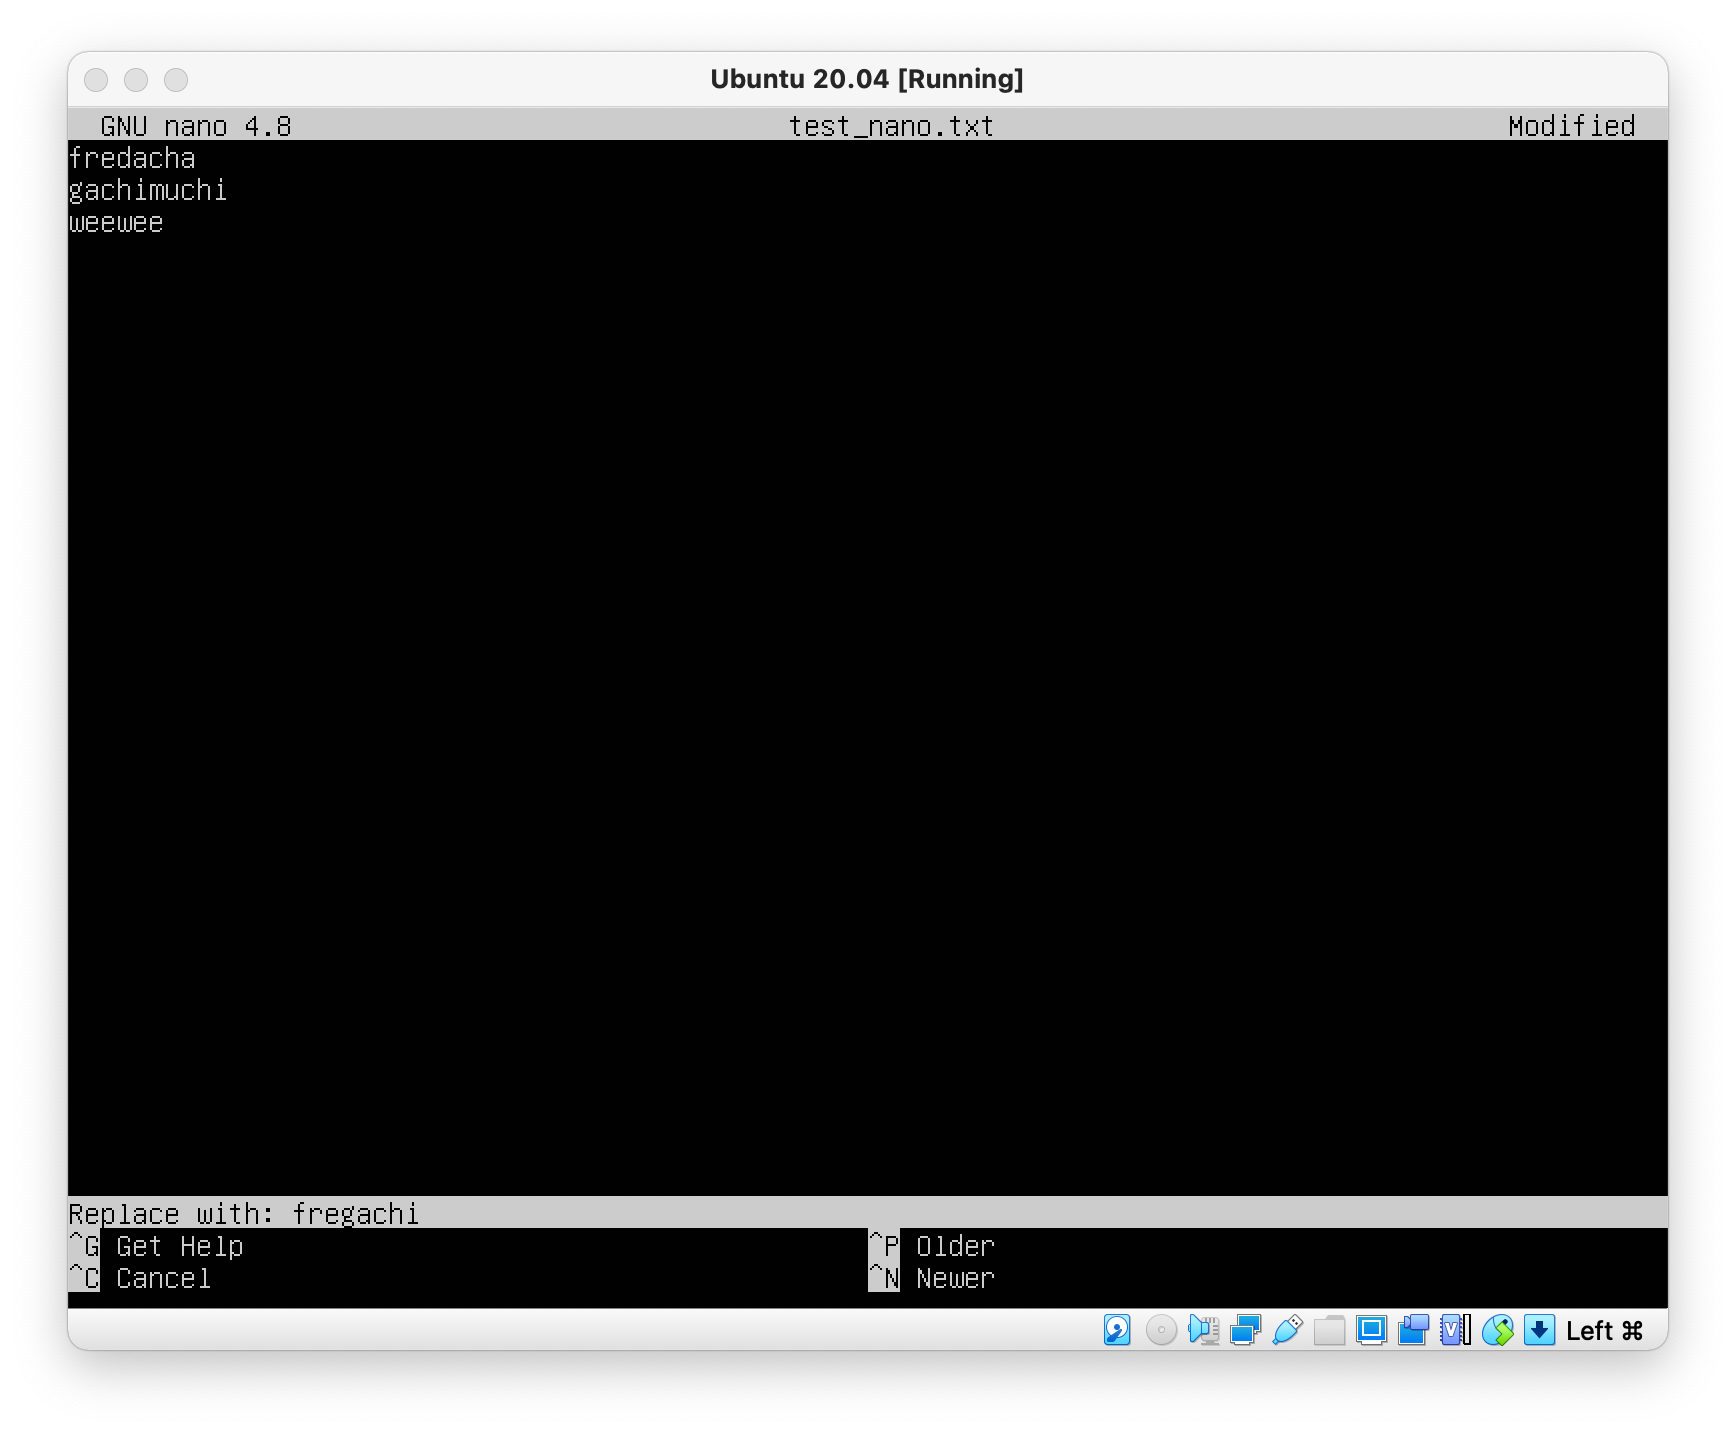 Ubuntu 20.04 [Running]
GNU nano 4.8 test_nano.txt Modified
fredacha
gachimuchi
weewee
Replace with: fregachi
^G Get Help ^P Older
^C Cancel ^N Newer
Left ⌘